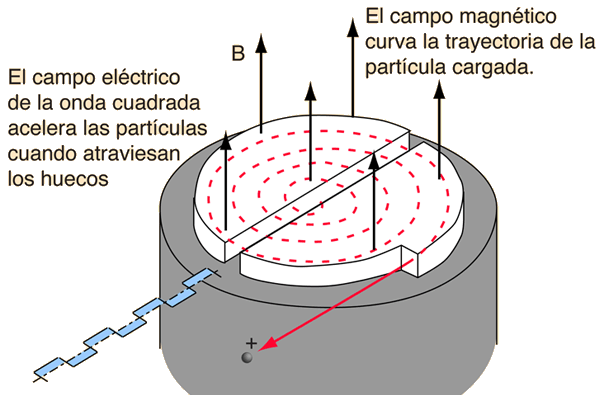 El campo magnético
curva la trayectoria de la
partícula cargada.
B
El campo eléctrico
de la onda cuadrada
acelera las partículas
cuando atraviesan
los huecos
+